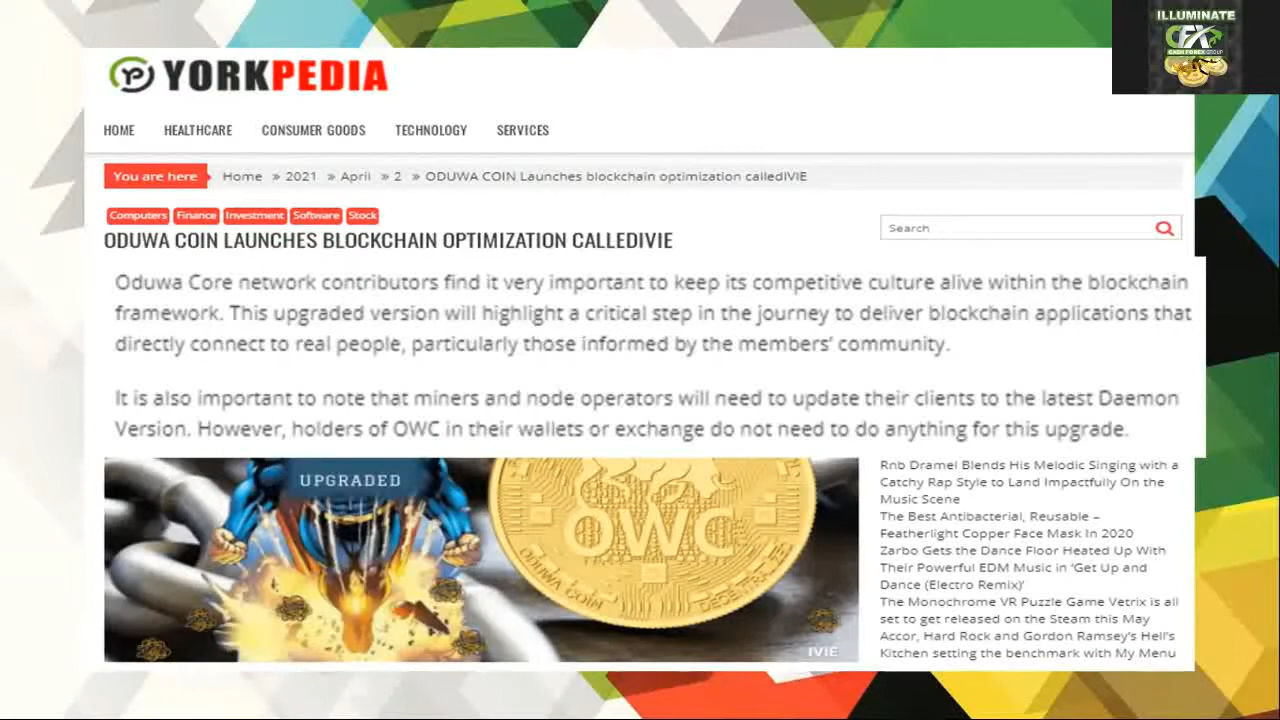 ILLUMINATE
CFX
CASH FOREX GROUP
YP YORKPEDIA
HOME HEALTHCARE CONSUMER GOODS TECHNOLOGY SERVICES
You are here Home » 2021 » April » 2 » ODUWA COIN Launches blockchain optimization calledIVIE
Computers Finance Investment Software Stock
Search
ODUWA COIN LAUNCHES BLOCKCHAIN OPTIMIZATION CALLEDIVIE
Oduwa Core network contributors find it very important to keep its competitive culture alive within the blockchain
framework. This upgraded version will highlight a critical step in the journey to deliver blockchain applications that
directly connect to real people, particularly those informed by the members' community.
It is also important to note that miners and node operators will need to update their clients to the latest Daemon
Version. However, holders of OWC in their wallets or exchange do not need to do anything for this upgrade.
UPGRADED
OWC
ODUWA COIN
IVIE
Rnb Dramel Blends His Melodic Singing with a
Catchy Rap Style to Land Impactfully On the
Music Scene
The Best Antibacterial, Reusable –
Featherlight Copper Face Mask In 2020
Zarbo Gets the Dance Floor Heated Up With
Their Powerful EDM Music in 'Get Up and
Dance (Electro Remix)'
The Monochrome VR Puzzle Game Vetrix is all
set to get released on the Steam this May
Accor, Hard Rock and Gordon Ramsey's Hell's
Kitchen setting the benchmark with My Menu